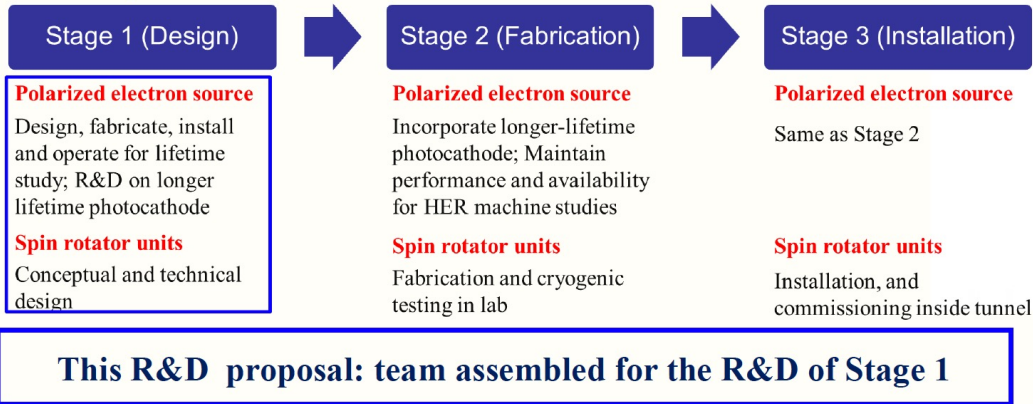 Stage 1 (Design)
Stage 2 (Fabrication)
Stage 3 (Installation)
Polarized electron source
Design, fabricate, install
and operate for lifetime
study; R&D on longer
lifetime photocathode
Spin rotator units
Conceptual and technical
design
Polarized electron source
Incorporate longer-lifetime
photocathode; Maintain
performance and availability
for HER machine studies
Spin rotator units
Fabrication and cryogenic
testing in lab
Polarized electron source
Same as Stage 2
Spin rotator units
Installation, and
commissioning inside tunnel
This R&D proposal: team assembled for the R&D of Stage 1